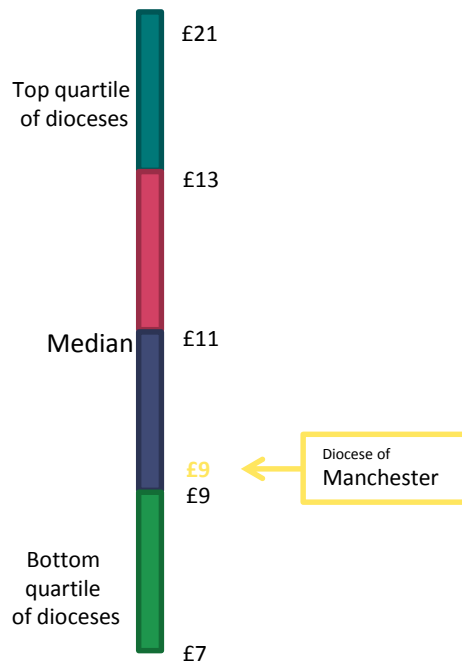 £21
Top quartile
of dioceses
£13
Median
£11
£9
Diocese of
Manchester
£9
Bottom
quartile
of dioceses
£7